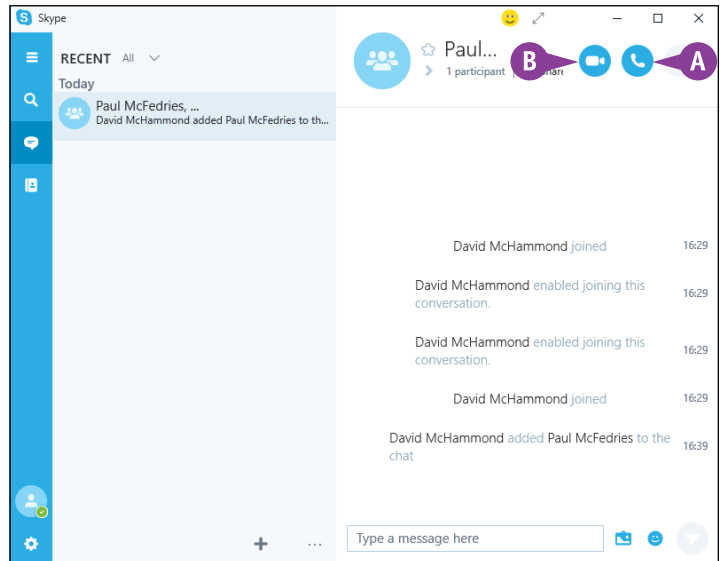 S Skype
RECENT All
Today
Paul McFedries, ...
David McHammond added Paul McFedries to th...
Paul...
1 participant
B
A
David McHammond joined 16:29
David McHammond enabled joining this
conversation. 16:29
David McHammond enabled joining this
conversation. 16:29
David McHammond joined 16:29
David McHammond added Paul McFedries to the
chat 16:39
Type a message here